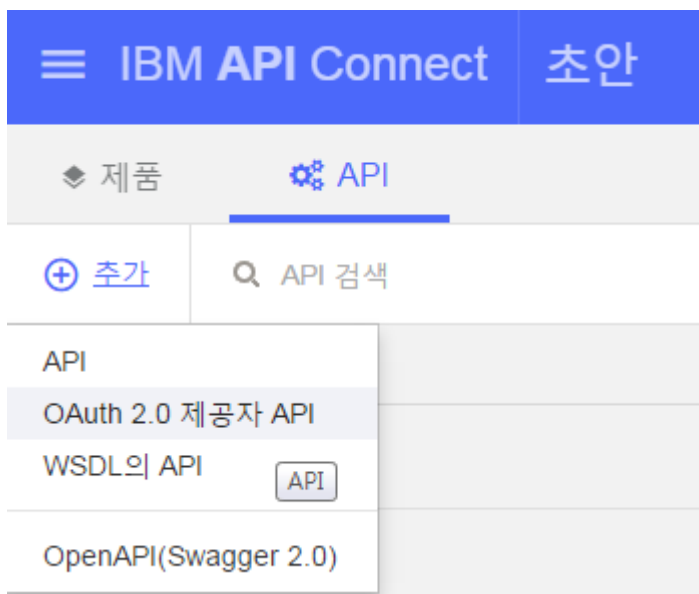 IBM API Connect 초안
제품 API
추가 API 검색
API
OAuth 2.0 제공자 API
WSDL의 API
API
OpenAPI(Swagger 2.0)